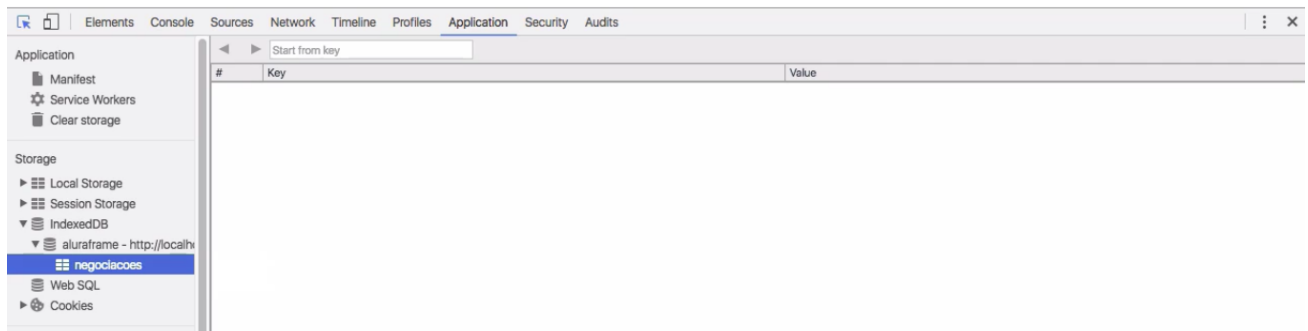 Elements Console Sources Network Timeline Profiles Application Security Audits
Application
Manifest
Service Workers
Clear storage
Storage
Local Storage
Session Storage
IndexedDB
aluraframe - http://localh
negociacoes
Web SQL
Cookies
Start from key
# Key Value